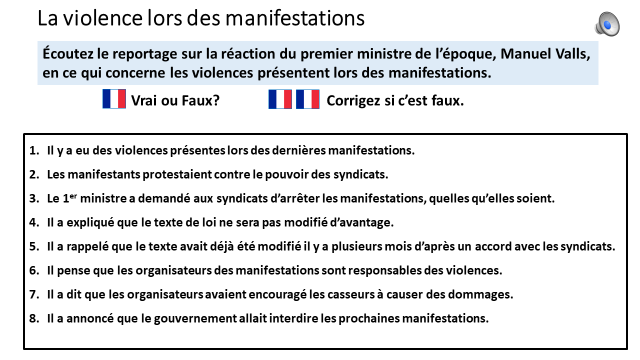 La violence lors des manifestations
Écoutez le reportage sur la réaction du premier ministre de l'époque, Manuel Valls,
en ce qui concerne les violences présentent lors des manifestations.
Vrai ou Faux? Corrigez si c'est faux.
1. Il y a eu des violences présentes lors des dernières manifestations.
2. Les manifestants protestaient contre le pouvoir des syndicats.
3. Le 1er ministre a demandé aux syndicats d'arrêter les manifestations, quelles qu'elles soient.
4. Il a expliqué que le texte de loi ne sera pas modifié d'avantage.
5. Il a rappelé que le texte avait déjà été modifié il y a plusieurs mois d'après un accord avec les syndicats.
6. Il pense que les organisateurs des manifestations sont responsables des violences.
7. Il a dit que les organisateurs avaient encouragé les casseurs à causer des dommages.
8. Il a annoncé que le gouvernement allait interdire les prochaines manifestations.